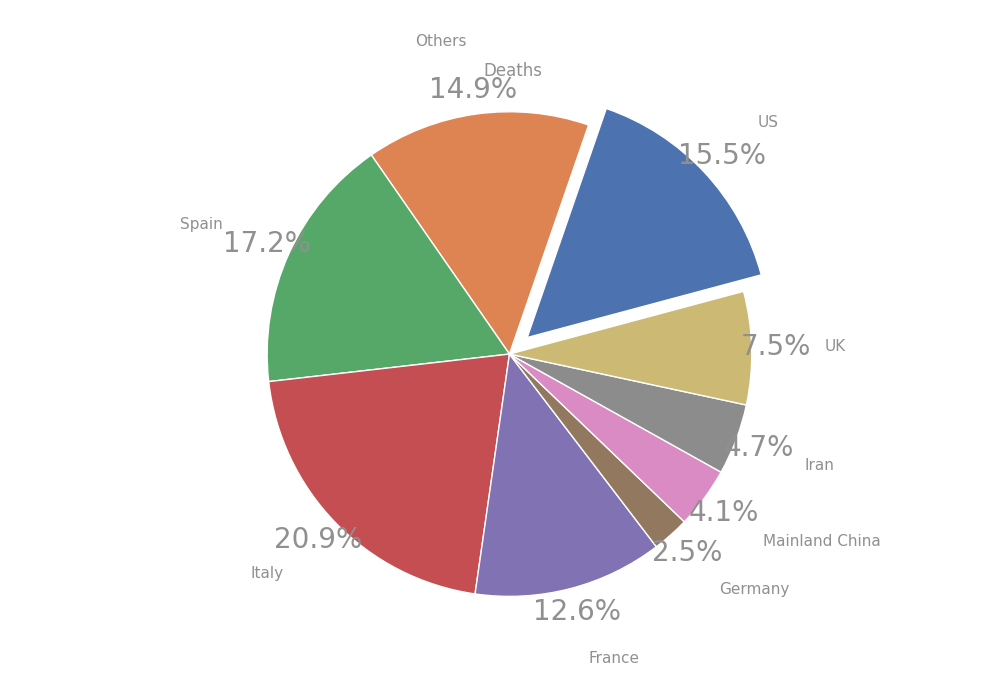 Others
Deaths
14.9%
US
15.5%
Spain
17.2%
UK
7.5%
4.7%
Iran
4.1%
Mainland China
2.5%
Germany
20.9%
Italy
12.6%
France